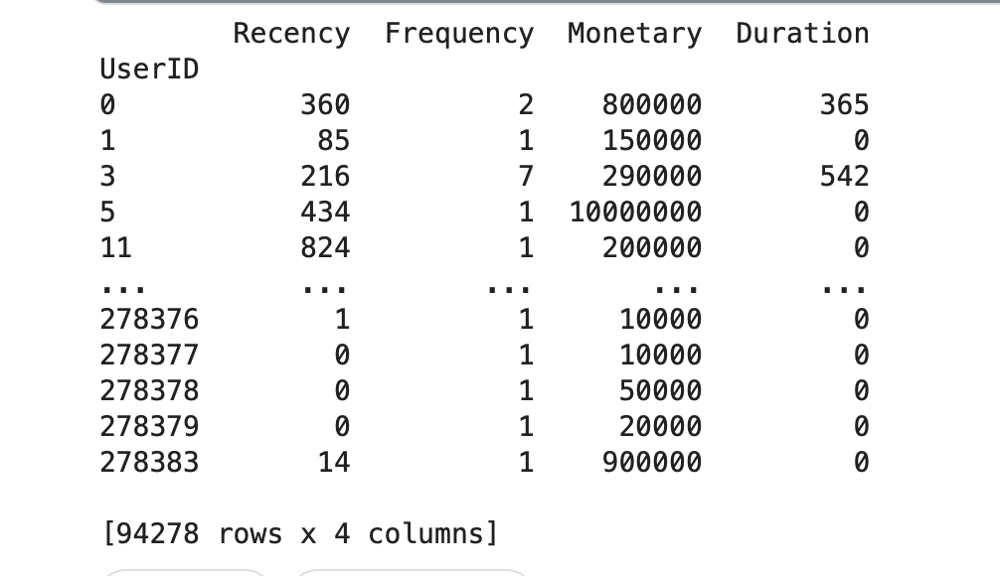 Recency Frequency Monetary Duration
UserID
0 360 2 800000 365
1 85 1 150000 0
3 216 7 290000 542
5 434 1 10000000 0
11 824 1 200000 0
... ... ... ... ...
278376 1 1 10000 0
278377 0 1 10000 0
278378 0 1 50000 0
278379 0 1 20000 0
278383 14 1 900000 0
[94278 rows x 4 columns]